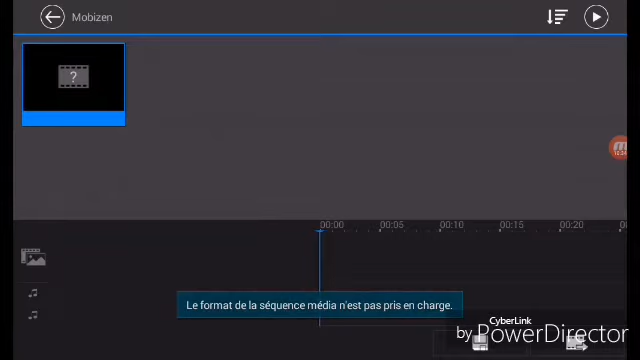 Mobizen
?
00:00 00:05 00:10 00:15 00:20
Le format de la séquence média n'est pas pris en charge.
CyberLink
by PowerDirector